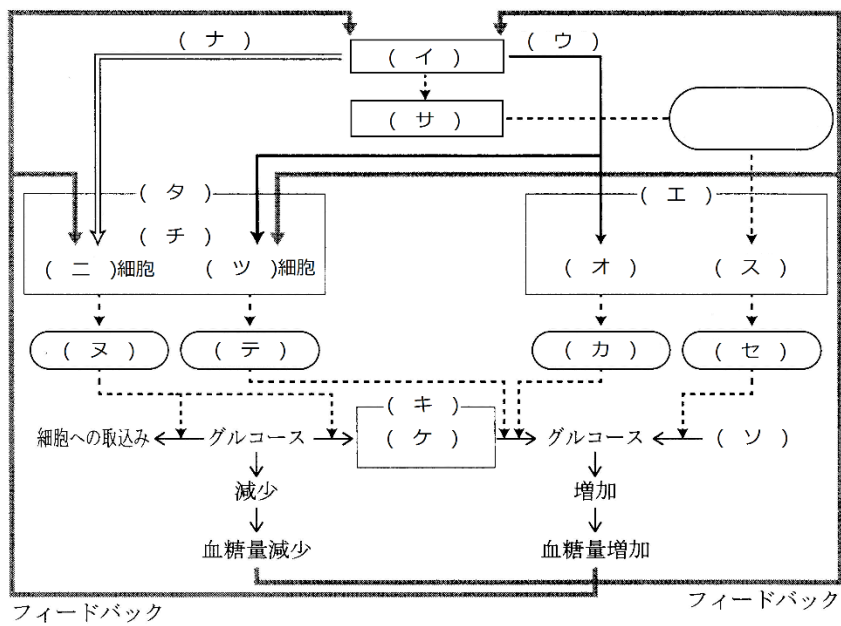 ( ナ )
( イ )
( ウ )
( サ )
( タ )
( エ )
( チ )
( ニ )細胞
( ツ )細胞
( オ )
( ス )
( ヌ )
( テ )
( カ )
( セ )
( キ )
細胞への取込み
グルコース
( ケ )
グルコース
( ソ )
減少
増加
血糖量減少
血糖量増加
フィードバック
フィードバック